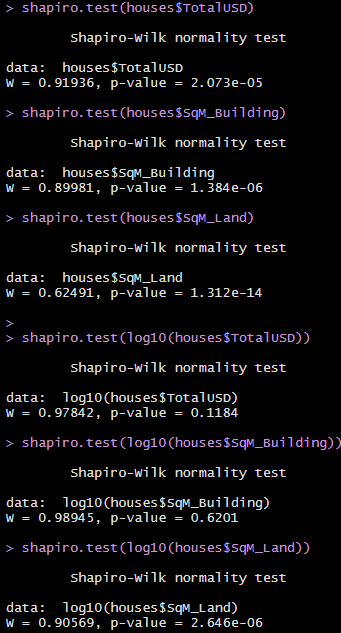 > shapiro.test(houses$TotalUSD)
Shapiro-Wilk normality test
data:  houses$TotalUSD
W = 0.91936, p-value = 2.073e-05
> shapiro.test(houses$SqM_Building)
Shapiro-Wilk normality test
data:  houses$SqM_Building
W = 0.89981, p-value = 1.384e-06
> shapiro.test(houses$SqM_Land)
Shapiro-Wilk normality test
data:  houses$SqM_Land
W = 0.62491, p-value = 1.312e-14
>
> shapiro.test(log10(houses$TotalUSD))
Shapiro-Wilk normality test
data:  log10(houses$TotalUSD)
W = 0.97842, p-value = 0.1184
> shapiro.test(log10(houses$SqM_Building))
Shapiro-Wilk normality test
data:  log10(houses$SqM_Building)
W = 0.98945, p-value = 0.6201
> shapiro.test(log10(houses$SqM_Land))
Shapiro-Wilk normality test
data:  log10(houses$SqM_Land)
W = 0.90569, p-value = 2.646e-06